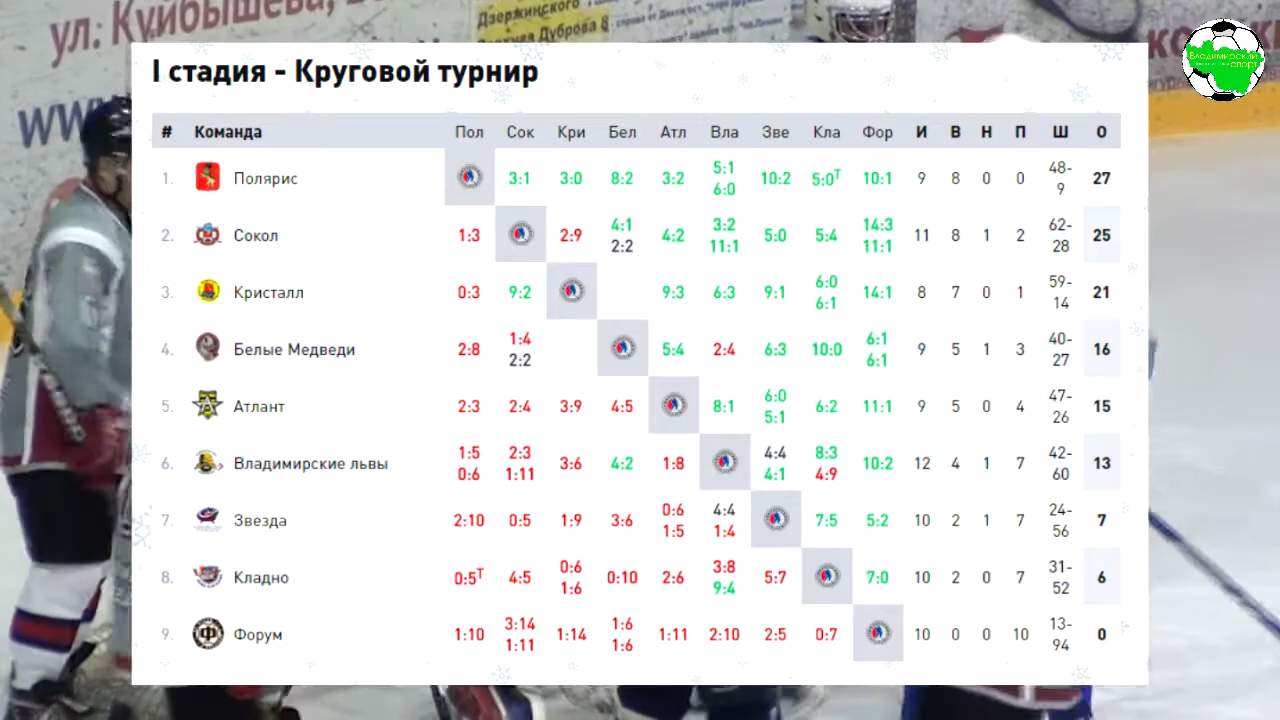 ул: Куйбышева, 2
Дзержинского
Дуброва 8
www
I стадия - Круговой турнир
# Команда Пол Сок Кри Бел Атл Вла Зве Кла Фор И В Н П Ш О
1. Полярис 3:1 3:0 8:2 3:2 5:1 6:0 10:2 5:0Т 10:1 9 8 0 0 48-9 27
2. Сокол 1:3 2:9 4:1 2:2 4:2 3:2 11:1 5:0 5:4 14:3 11:1 11 8 1 2 62-28 25
3. Кристалл 0:3 9:2 9:3 6:3 9:1 6:0 6:1 14:1 8 7 0 1 59-14 21
4. Белые Медведи 2:8 1:4 2:2 5:4 2:4 6:3 10:0 6:1 6:1 9 5 1 3 40-27 16
5. Атлант 2:3 2:4 3:9 4:5 8:1 6:0 5:1 6:2 11:1 9 5 0 4 47-26 15
6. Владимирские львы 1:5 0:6 2:3 1:11 3:6 4:2 1:8 4:4 4:1 8:3 4:9 10:2 12 4 1 7 42-60 13
7. Звезда 2:10 0:5 1:9 3:6 0:6 1:5 4:4 1:4 7:5 5:2 10 2 1 7 24-56 7
8. Кладно 0:5Т 4:5 0:6 1:6 0:10 2:6 3:8 9:4 5:7 7:0 10 2 0 7 31-52 6
9. Форум 1:10 3:14 1:11 1:14 1:6 1:6 1:11 2:10 2:5 0:7 10 0 0 10 13-94 0
Владимирский
спорт